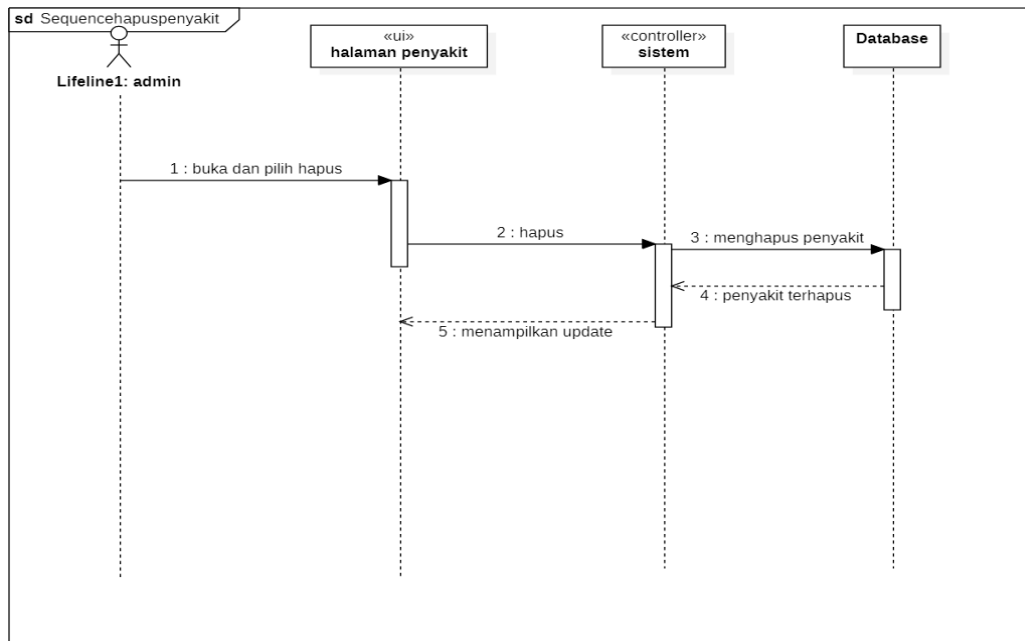 sd Sequencehapuspenyakit
Lifeline1: admin
«ui»
halaman penyakit
«controller»
sistem
Database
1 : buka dan pilih hapus
2 : hapus
3 : menghapus penyakit
4 : penyakit terhapus
5 : menampilkan update